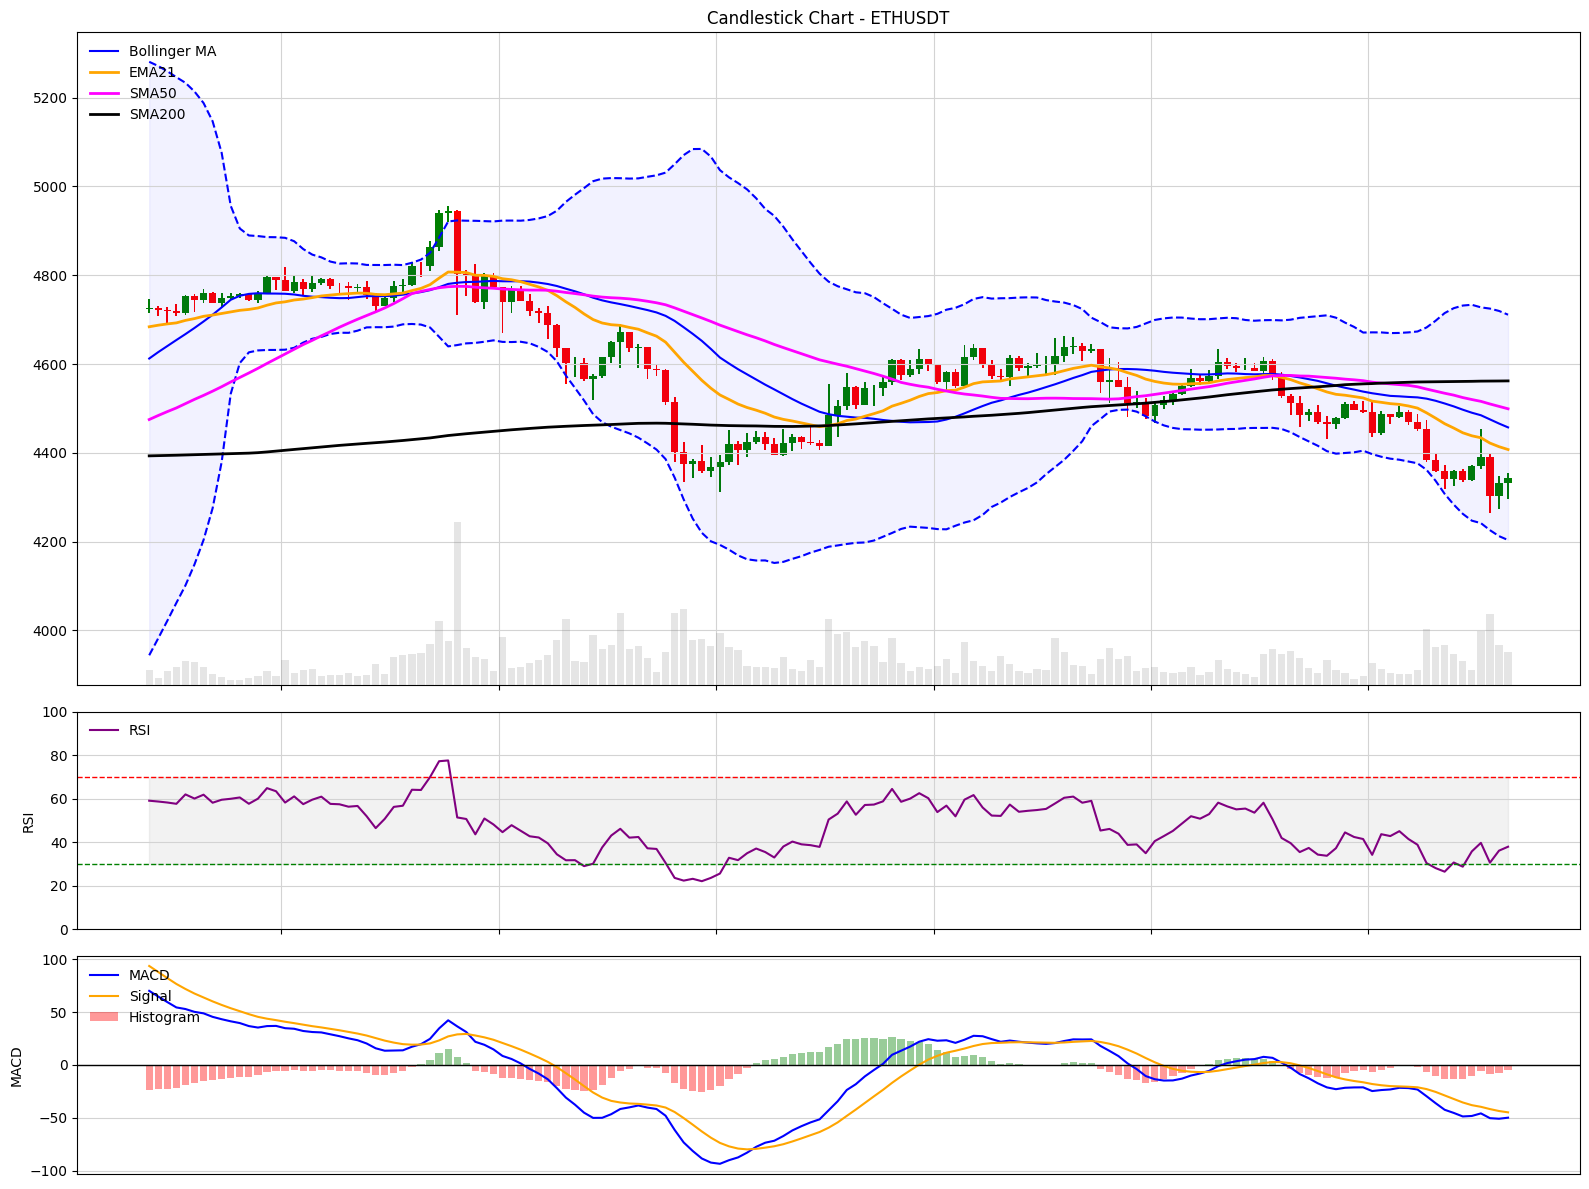 Candlestick Chart - ETHUSDT
Bollinger MA
EMA21
SMA50
SMA200
5200
5000
4800
4600
4400
4200
4000
RSI
100
80
60
40
20
0
RSI
MACD
Signal
Histogram
100
50
0
−50
−100
MACD